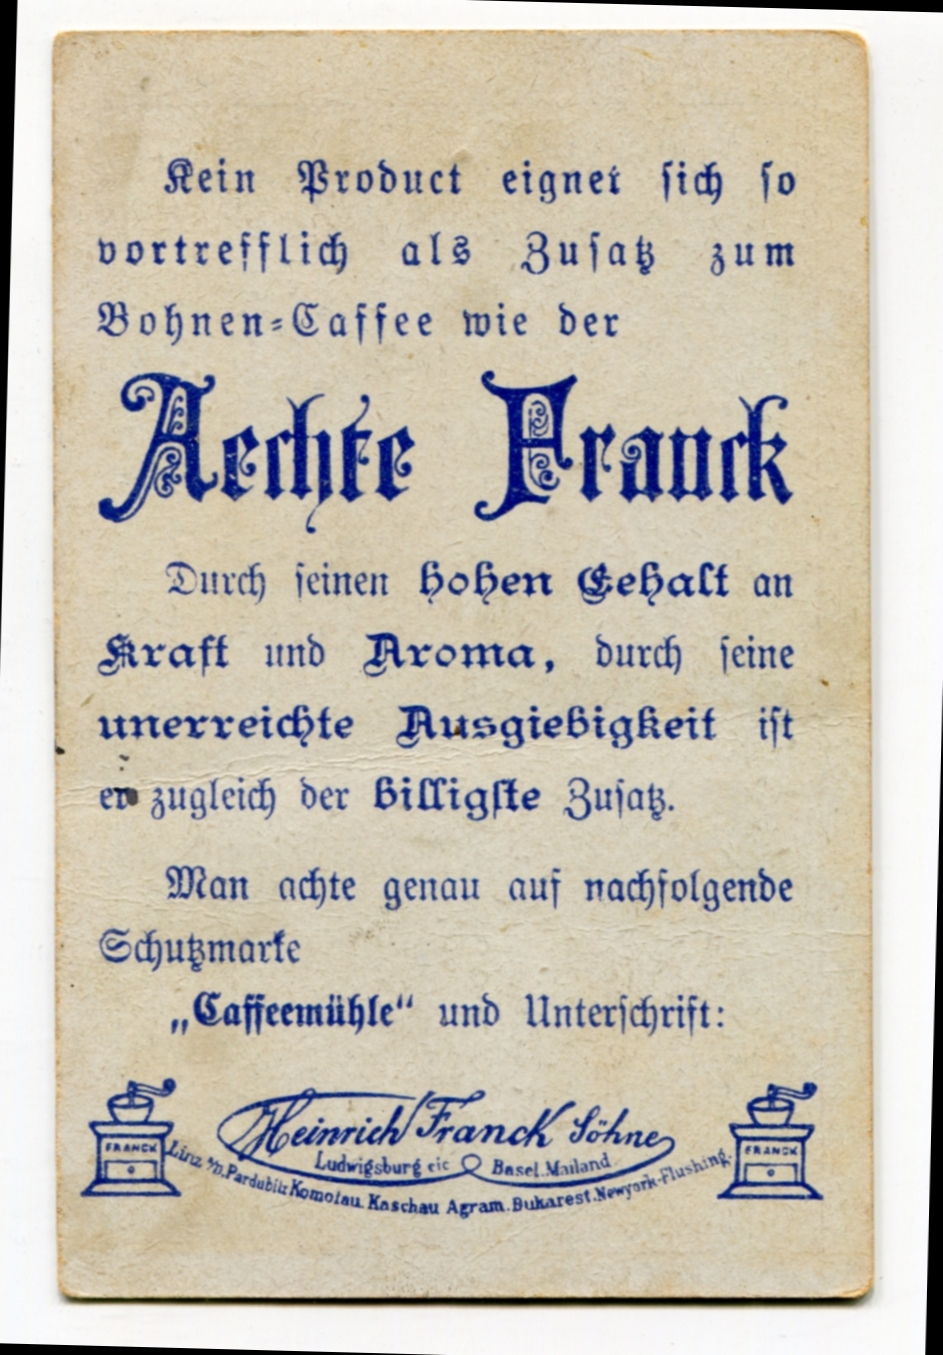 Kein Product eignet sich so
vortrefflich als Zusatz zum
Bohnen=Caffee wie der
Aechte Franck
Durch seinen hohen Gehalt an
Kraft und Aroma, durch seine
unerreichte Ausgiebigkeit ist
er zugleich der billigste Zusatz.
Man achte genau auf nachfolgende
Schutzmarke
„Caffeemühle“ und Unterschrift:
Heinrich Franck Söhne
Ludwigsburg etc Basel.Mailand
FRANCK
Linz a/D.Pardubitz Komotau.Kaschau Agram.Bukarest.Newyork-Flushing.
FRANCK